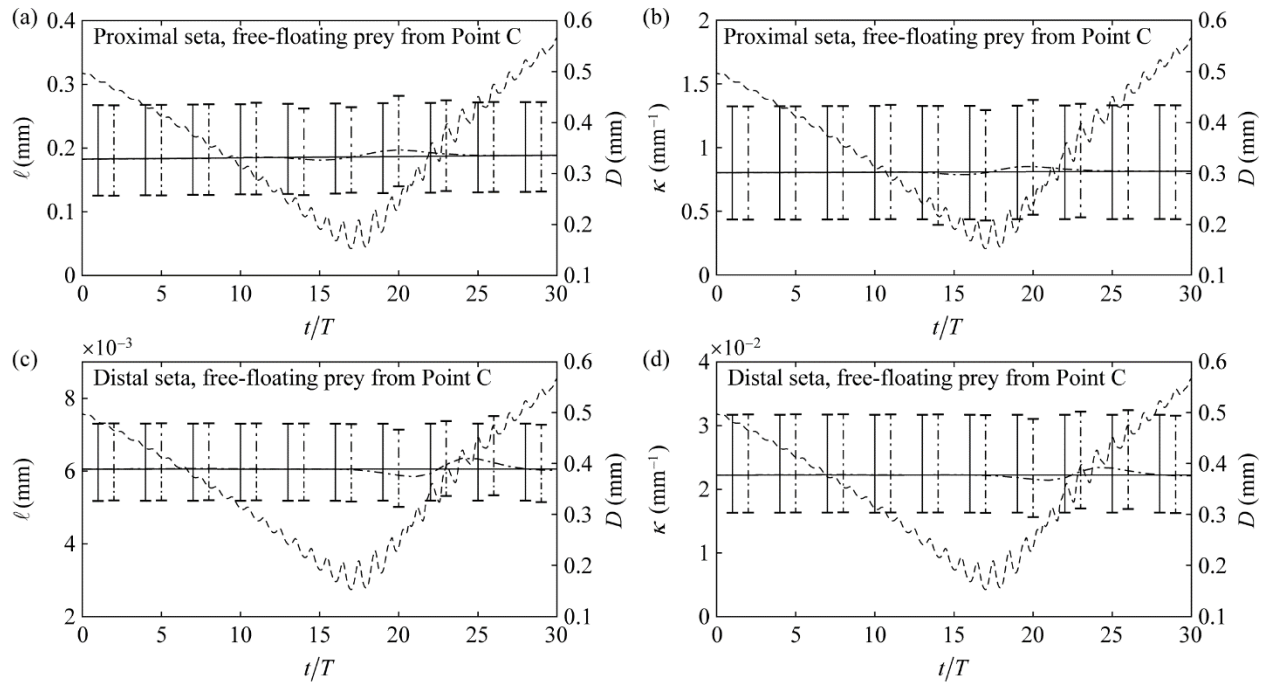 (a)
Proximal seta, free-floating prey from Point C
0.4
0.3
0.2
0.1
0
ℓ (mm)
0.6
0.5
0.4
0.3
0.2
0.1
D (mm)
0 5 10 15 20 25 30
t/T
(b)
Proximal seta, free-floating prey from Point C
2
1.5
1
0.5
0
κ (mm⁻¹)
0.6
0.5
0.4
0.3
0.2
0.1
D (mm)
0 5 10 15 20 25 30
t/T
(c)
×10⁻³
Distal seta, free-floating prey from Point C
8
6
4
2
ℓ (mm)
0.6
0.5
0.4
0.3
0.2
0.1
D (mm)
0 5 10 15 20 25 30
t/T
(d)
×10⁻²
Distal seta, free-floating prey from Point C
4
3
2
1
0
κ (mm⁻¹)
0.6
0.5
0.4
0.3
0.2
0.1
D (mm)
0 5 10 15 20 25 30
t/T